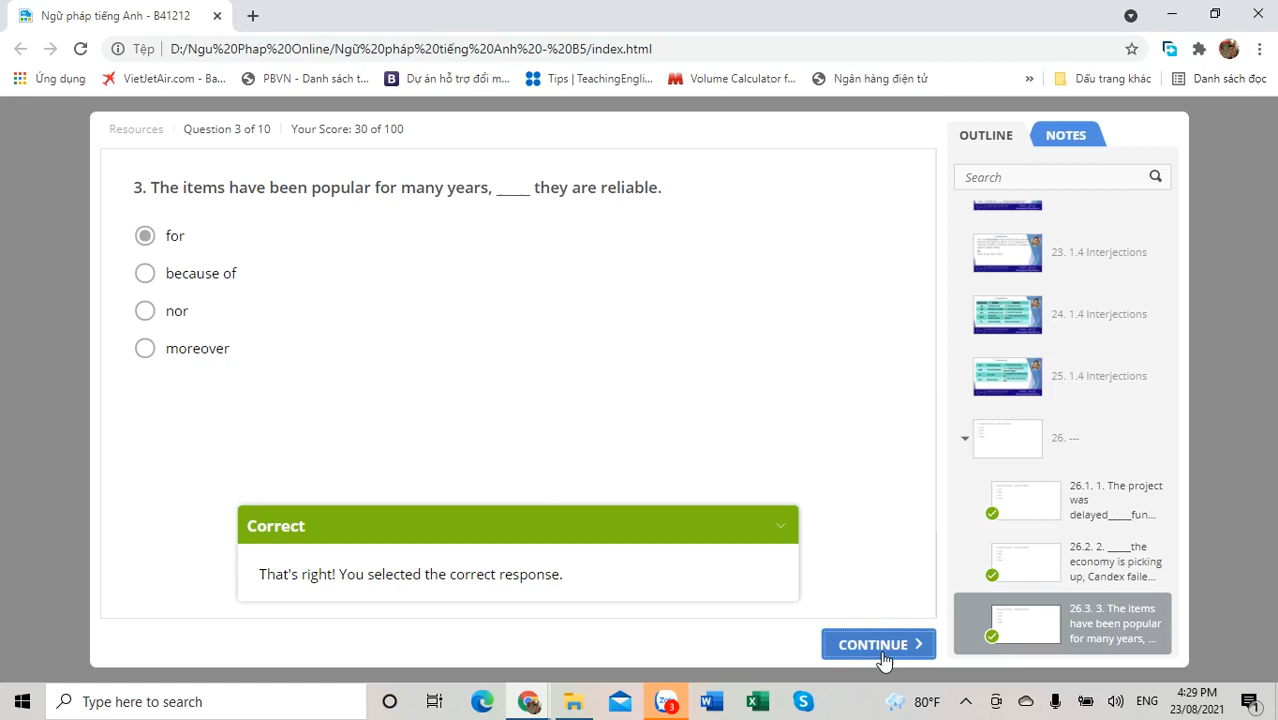 Ngữ pháp tiếng Anh - B41212
Tệp
D:/Ngu%20Phap%20Online/Ngữ%20pháp%20tiếng%20Anh%20-%20B5/index.html
Ứng dụng
VietJetAir.com - Ba...
PBVN - Danh sách t...
Dự án hỗ trợ đổi m...
Tips | TeachingEngli...
Volume Calculator f...
Ngân hàng điện tử
»
Dấu trang khác
Danh sách đọc
Resources
Question 3 of 10
Your Score: 30 of 100
OUTLINE
NOTES
Search
3. The items have been popular for many years, _____ they are reliable.
for
because of
nor
moreover
Correct
That's right! You selected the correct response.
CONTINUE
23. 1.4 Interjections
24. 1.4 Interjections
25. 1.4 Interjections
26. ---
26.1. 1. The project
was
delayed_____fun...
26.2. 2. _____the
economy is picking
up, Candex faile...
26.3. 3. The items
have been popular
for many years, ...
Type here to search
3
80°F
ENG
4:29 PM
23/08/2021
1